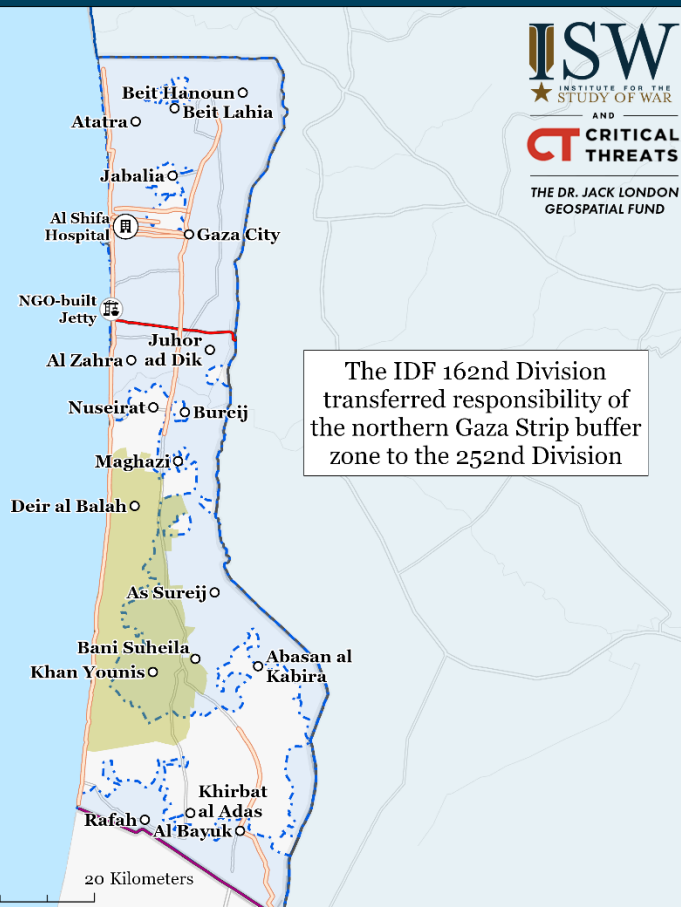 ISW
INSTITUTE FOR THE
STUDY OF WAR
AND
CT CRITICAL
THREATS
THE DR. JACK LONDON
GEOSPATIAL FUND
Beit Hanoun
Beit Lahia
Atatra
Jabalia
Al Shifa
Hospital
Gaza City
NGO-built
Jetty
Juhor
ad Dik
Al Zahra
Nuseirat
Bureij
The IDF 162nd Division
transferred responsibility of
the northern Gaza Strip buffer
zone to the 252nd Division
Maghazi
Deir al Balah
As Sureij
Bani Suheila
Abasan al
Kabira
Khan Younis
Khirbat
al Adas
Rafah
Al Bayuk
20 Kilometers